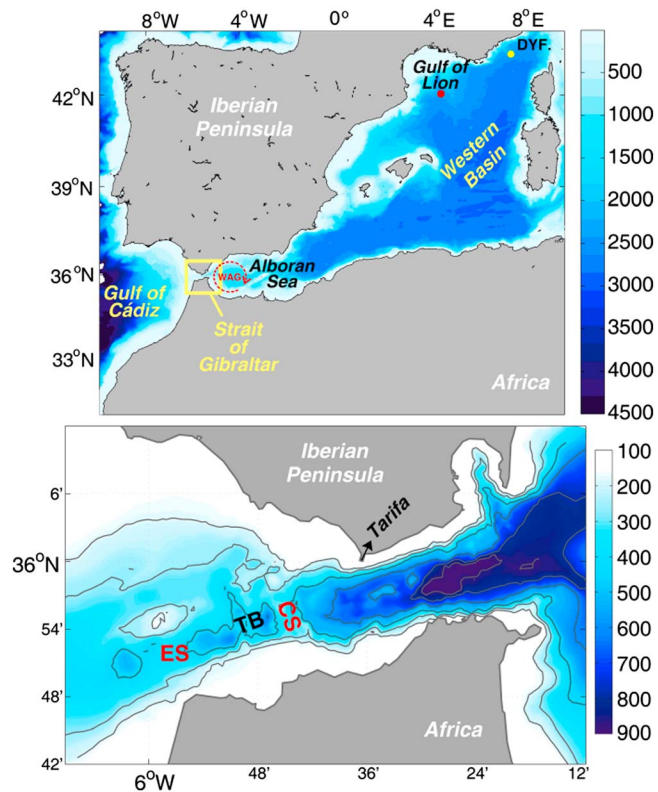 8°W 4°W 0° 4°E 8°E
DYF.
Gulf of
Lion
500
42°N
Iberian
Peninsula
1000
1500
Western
Basin
2000
39°N
2500
WAG
Alboran
Sea
3000
36°N
Gulf of
Cádiz
3500
Strait
of
Gibraltar
4000
33°N
Africa
4500
Iberian
Peninsula
100
6'
200
Tarifa
300
36°N
400
CS
TB
500
54'
ES
600
700
48'
800
Africa
900
42'
6°W 48' 36' 24' 12'